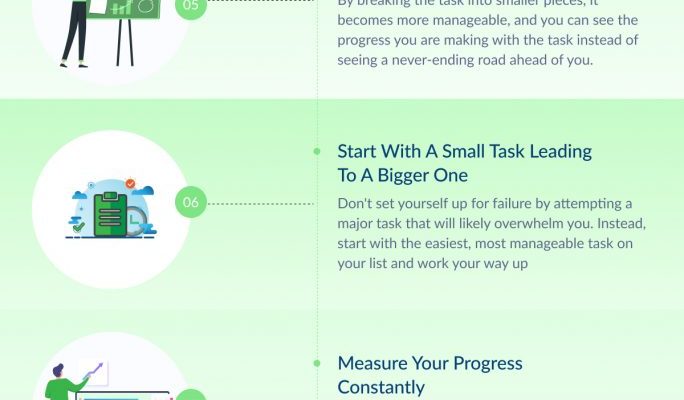 05
By breaking the task into smaller pieces, it
becomes more manageable, and you can see the
progress you are making with the task instead of
seeing a never-ending road ahead of you.
06
Start With A Small Task Leading
To A Bigger One
Don't set yourself up for failure by attempting a
major task that will likely overwhelm you. Instead,
start with the easiest, most manageable task on
your list and work your way up
Measure Your Progress
Constantly